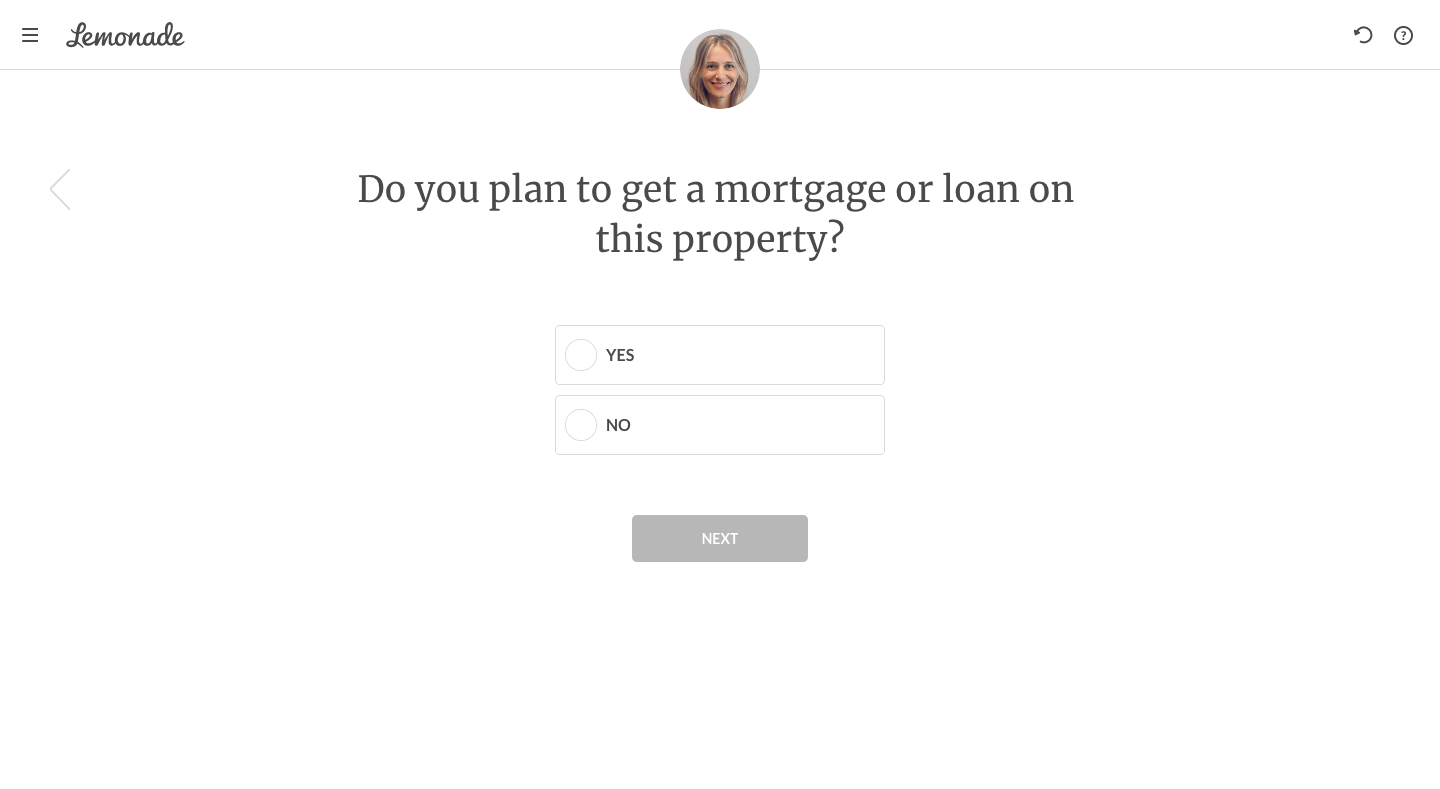 Lemonade
?
Do you plan to get a mortgage or loan on
this property?
YES
NO
NEXT